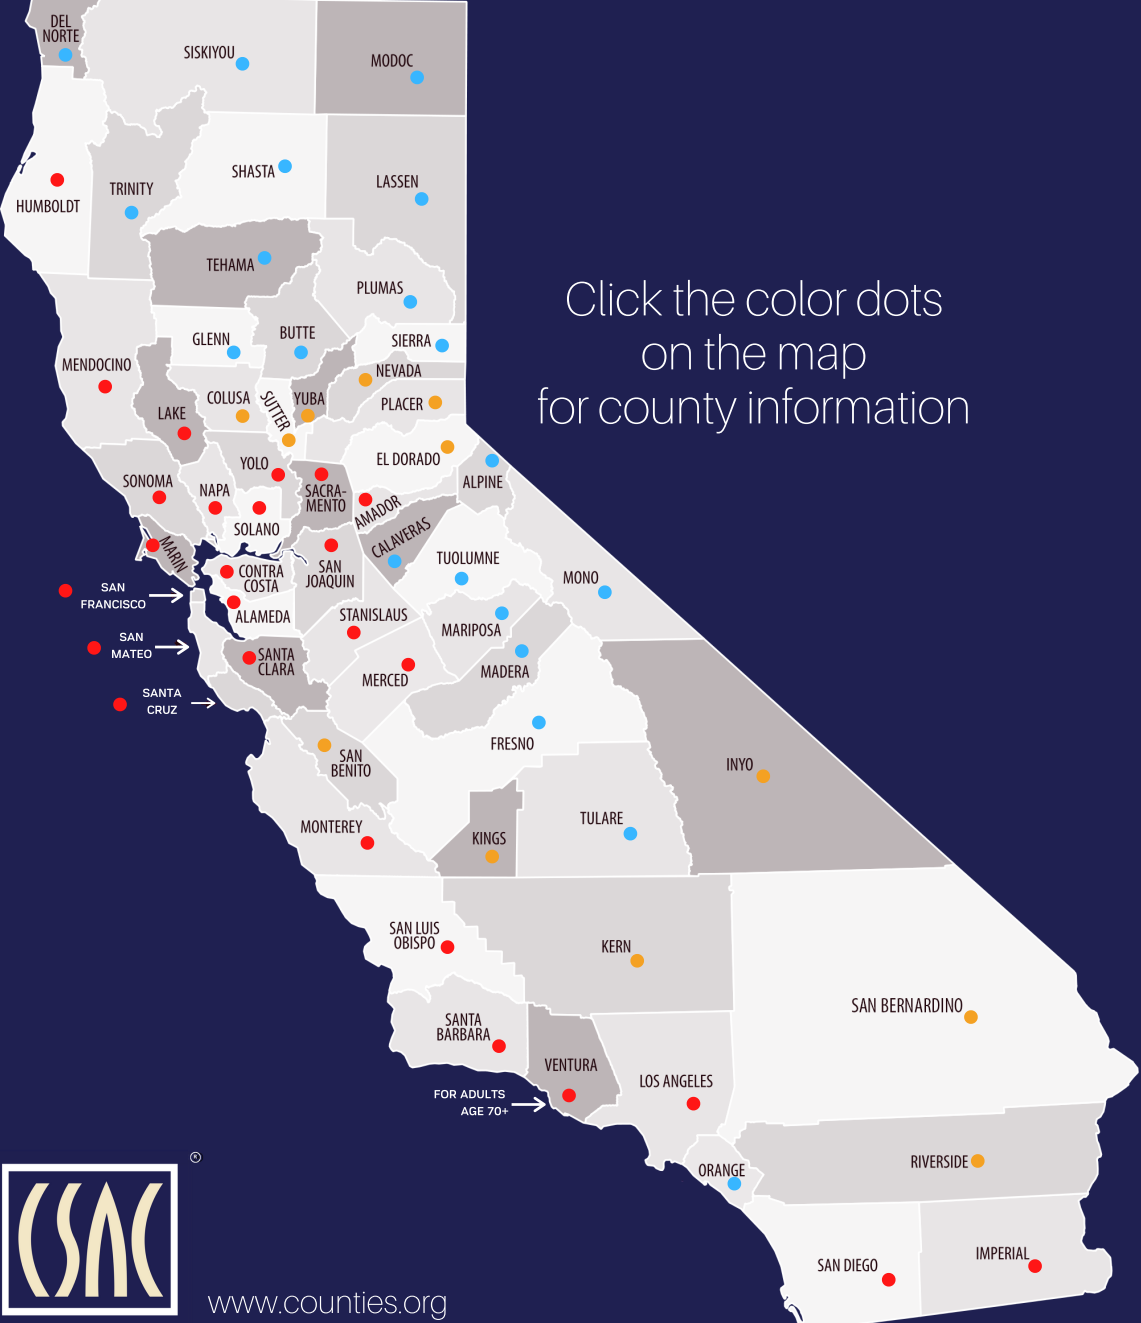 DEL
NORTE
SISKIYOU
MODOC
SHASTA
LASSEN
TRINITY
HUMBOLDT
TEHAMA
PLUMAS
Click the color dots
on the map
for county information
GLENN
BUTTE
SIERRA
MENDOCINO
NEVADA
COLUSA
SUTTER
YUBA
PLACER
LAKE
EL DORADO
YOLO
SONOMA
NAPA
SACRA-
MENTO
ALPINE
AMADOR
SOLANO
CALAVERAS
MARIN
TUOLUMNE
CONTRA
COSTA
SAN
JOAQUIN
MONO
SAN
FRANCISCO
ALAMEDA
STANISLAUS
MARIPOSA
SAN
MATEO
SANTA
CLARA
MERCED
MADERA
SANTA
CRUZ
FRESNO
SAN
BENITO
INYO
MONTEREY
KINGS
TULARE
SAN LUIS
OBISPO
KERN
SAN BERNARDINO
SANTA
BARBARA
VENTURA
LOS ANGELES
FOR ADULTS
AGE 70+
RIVERSIDE
ORANGE
®
CSAC
SAN DIEGO
IMPERIAL
www.counties.org